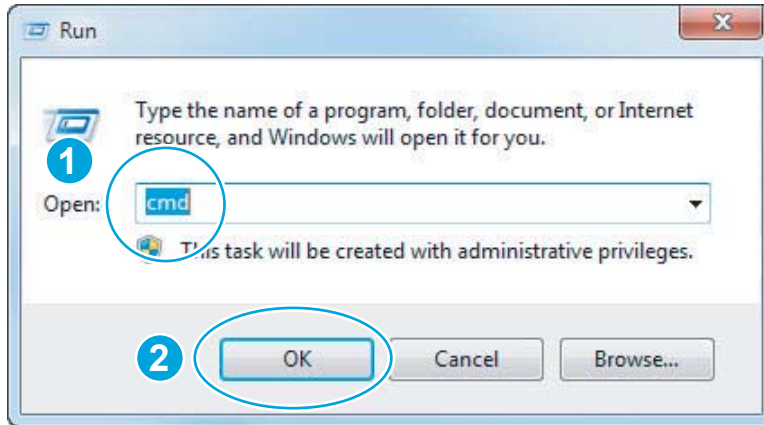 Run
Type the name of a program, folder, document, or Internet
resource, and Windows will open it for you.
1
Open: cmd
This task will be created with administrative privileges.
2
OK Cancel Browse...